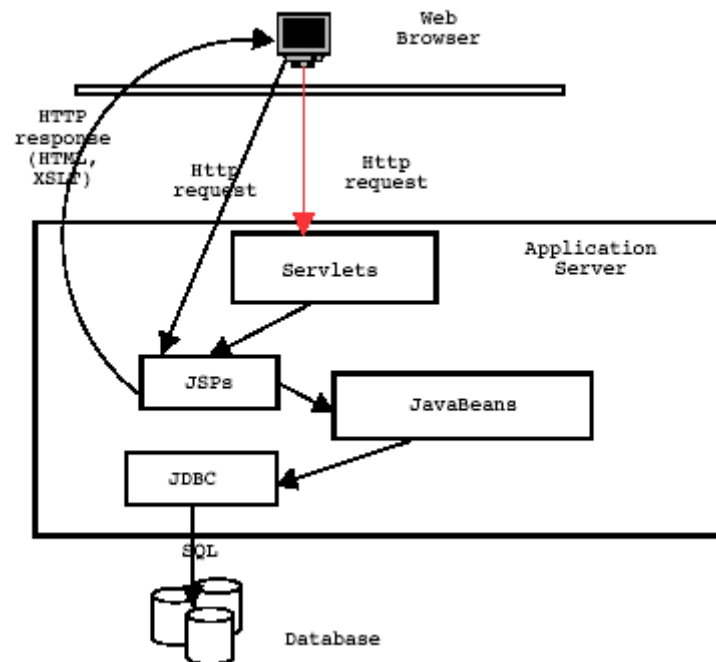 Web
Browser
HTTP
response
(HTML,
XSLT)
Http
request
Http
request
Application
Server
Servlets
JSPs
JavaBeans
JDBC
SQL
Database